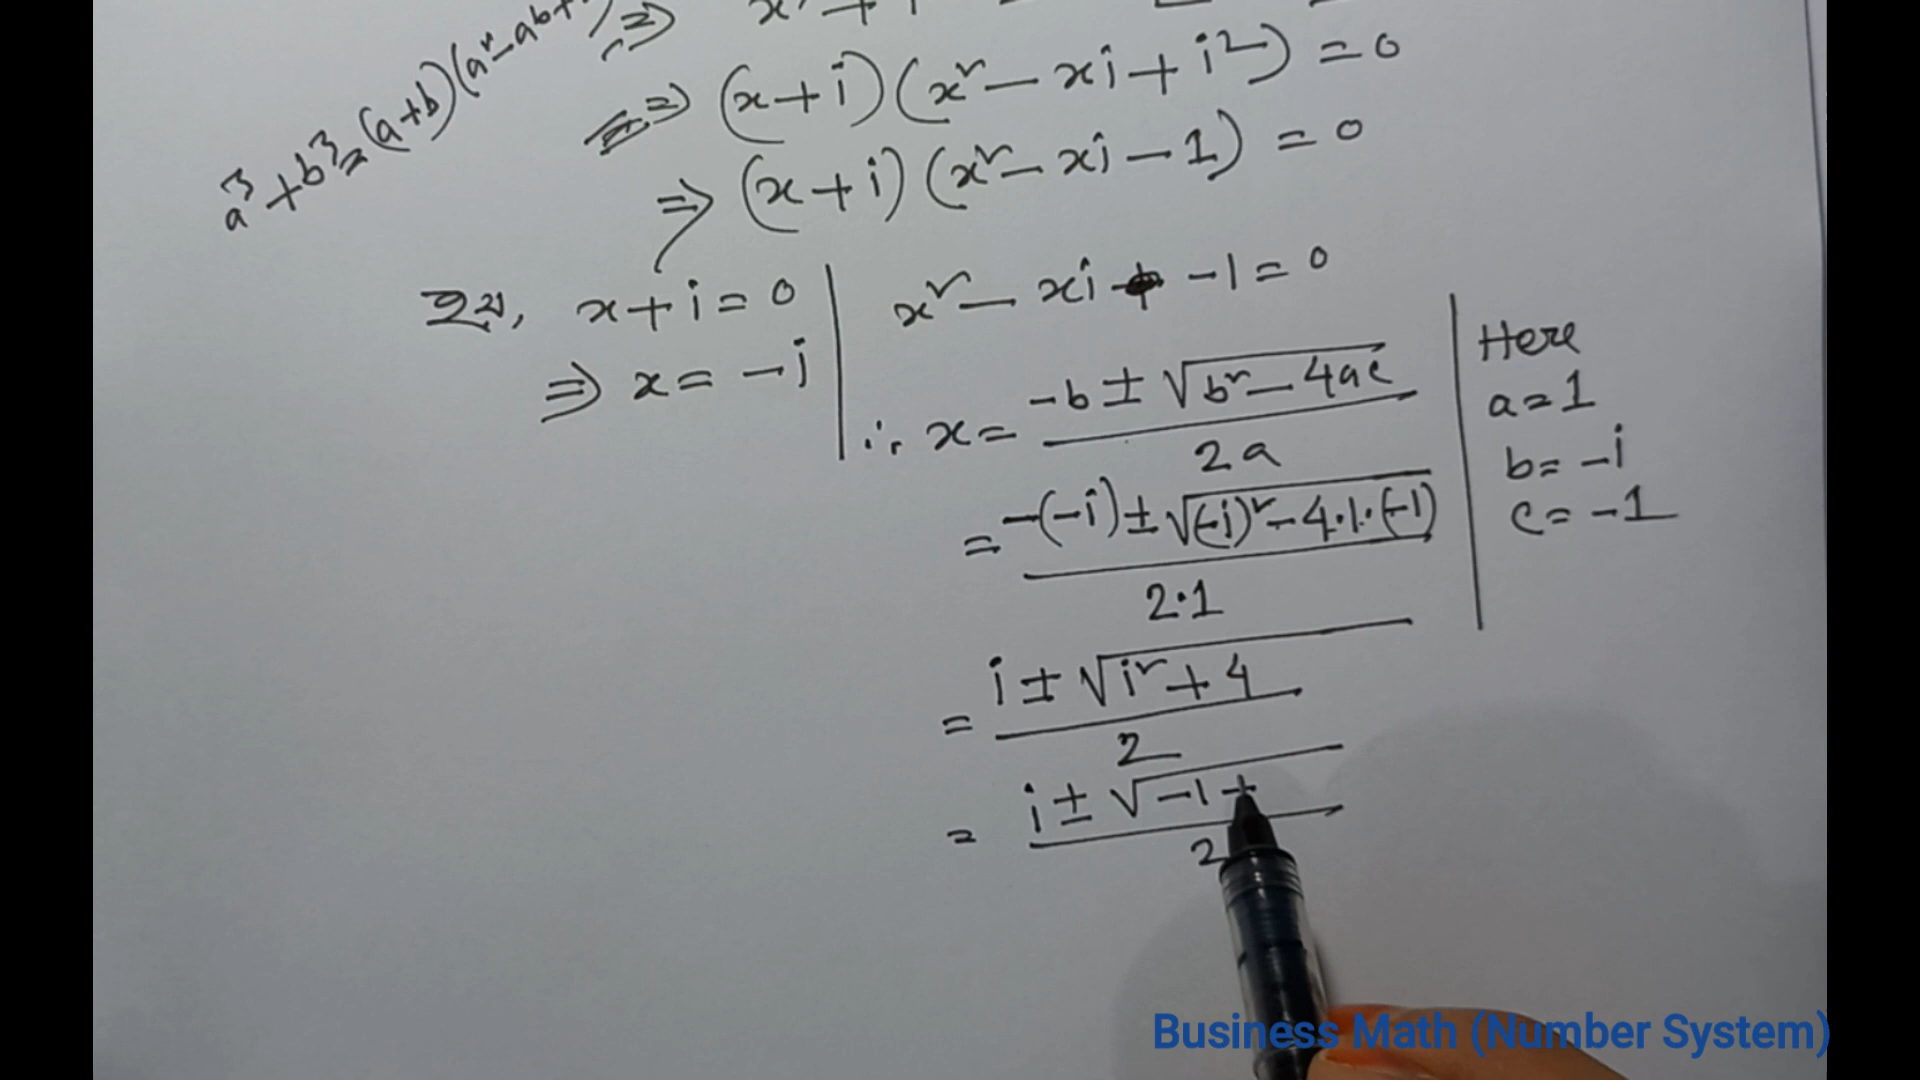 a³ + b³ = (a+b)(a² - ab +
⇒ (x+i)(x² - xi + i²) = 0
⇒ (x+i)(x² - xi - 1) = 0
হয়, x+i=0 | x² - xi -1=0
⇒ x = -i
∴ x = (-b ± √(b² - 4ac)) / 2a
= (-(-i) ± √((-i)² - 4·1·(-1))) / 2·1
= (i ± √(i² + 4)) / 2
= (i ± √(-1 + / 2
Here
a=1
b= -i
c= -1
Business Math (Number System)